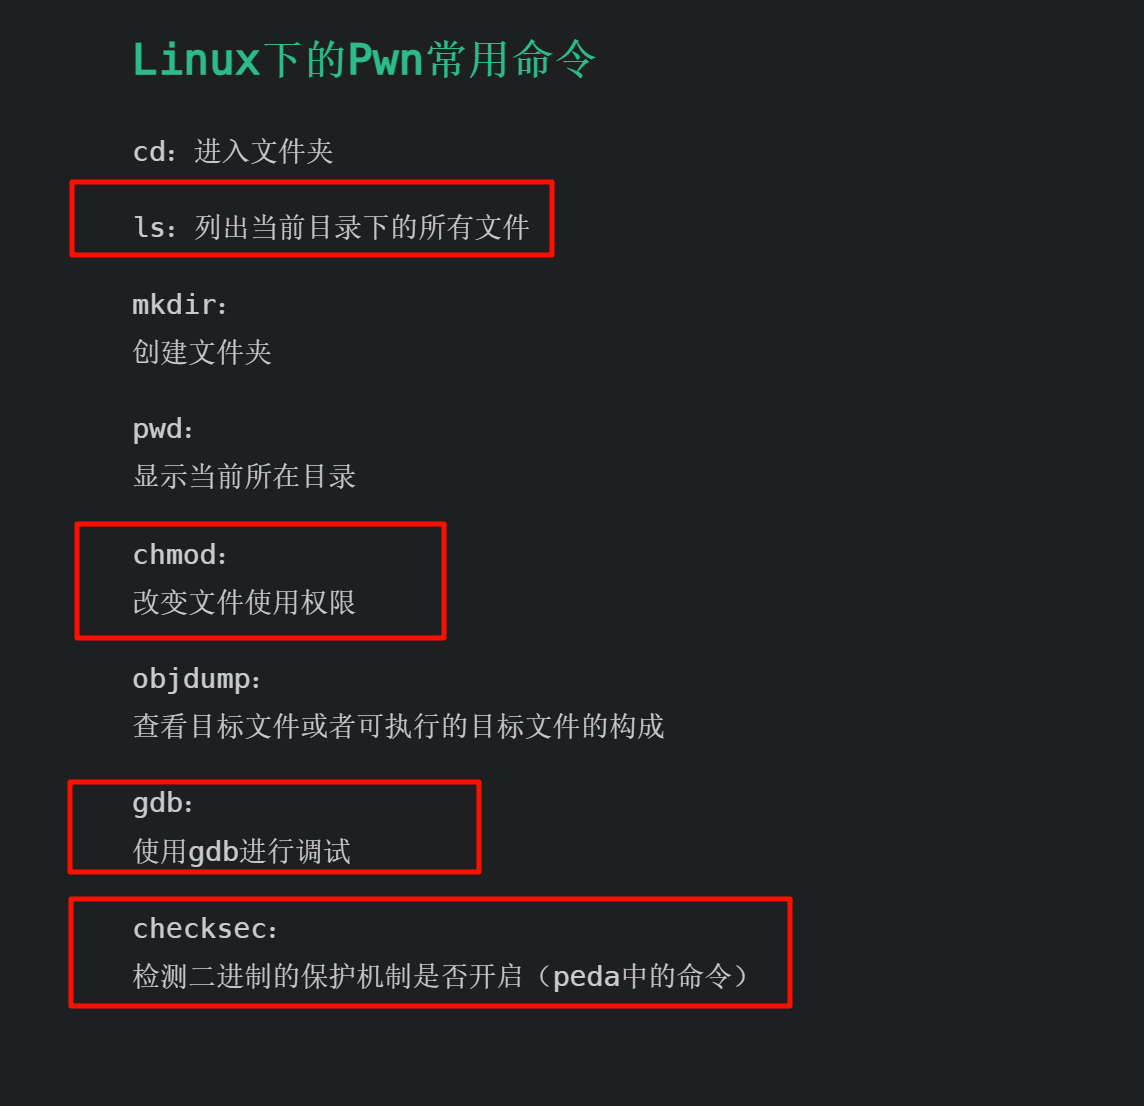 Linux下的Pwn常用命令
cd：进入文件夹
ls：列出当前目录下的所有文件
mkdir：
创建文件夹
pwd：
显示当前所在目录
chmod：
改变文件使用权限
objdump：
查看目标文件或者可执行的目标文件的构成
gdb：
使用gdb进行调试
checksec：
检测二进制的保护机制是否开启（peda中的命令）